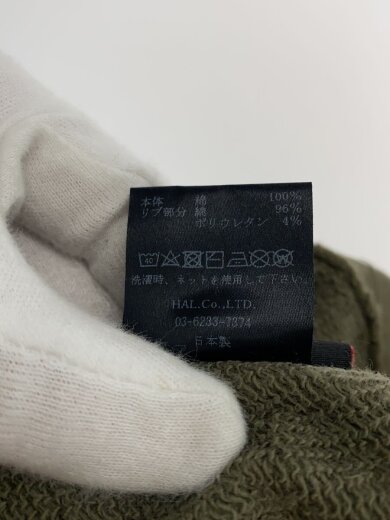 本体 綿 100%
リブ部分 綿 96%
ポリウレタン 4%
40
洗濯時、ネットを使用して下さい。
HAL.Co.,LTD.
03-6233-7374
日本製